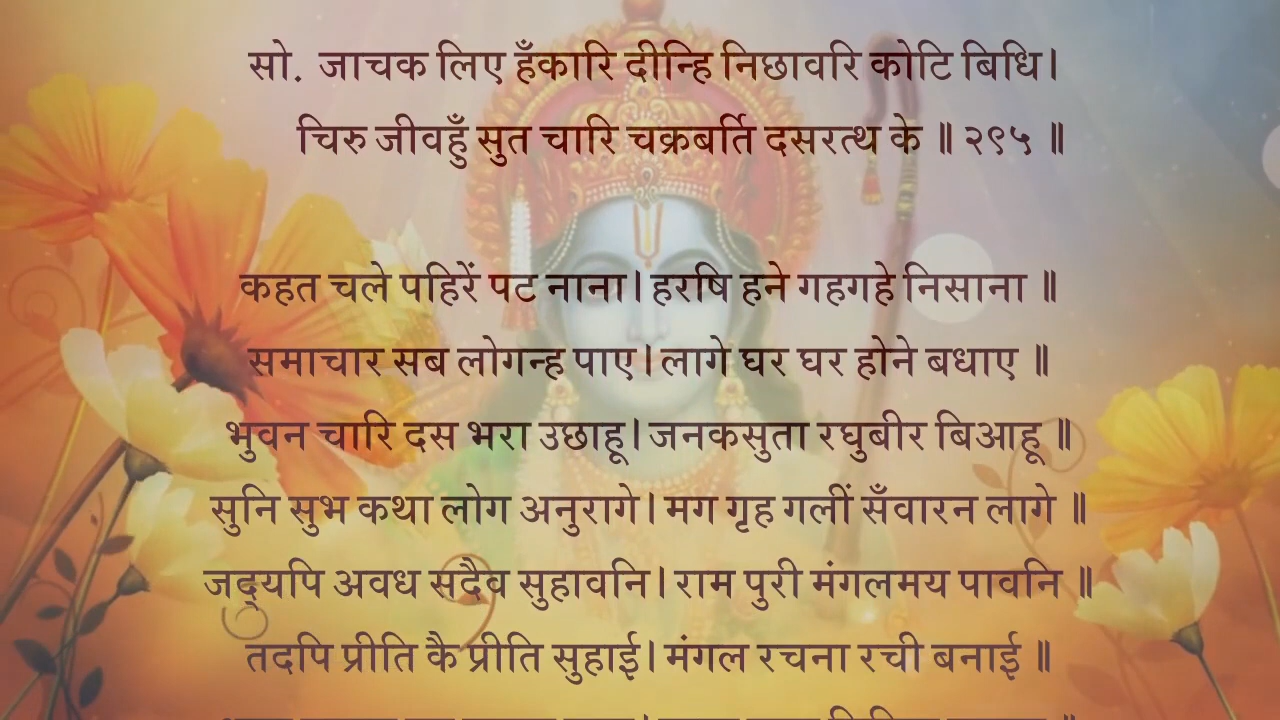 सो. जाचक लिए हँकारि दीन्हि निछावरि कोटि बिधि।
चिरु जीवहुँ सुत चारि चक्रबर्ति दसरत्थ के ॥ २९५ ॥
कहत चले पहिरें पट नाना। हरषि हने गहगहे निसाना ॥
समाचार सब लोगन्ह पाए। लागे घर घर होने बधाए ॥
भुवन चारि दस भरा उछाहू। जनकसुता रघुबीर बिआहू ॥
सुनि सुभ कथा लोग अनुरागे। मग गृह गलीं सँवारन लागे ॥
जद्यपि अवध सदैव सुहावनि। राम पुरी मंगलमय पावनि ॥
तदपि प्रीति कै प्रीति सुहाई। मंगल रचना रची बनाई ॥